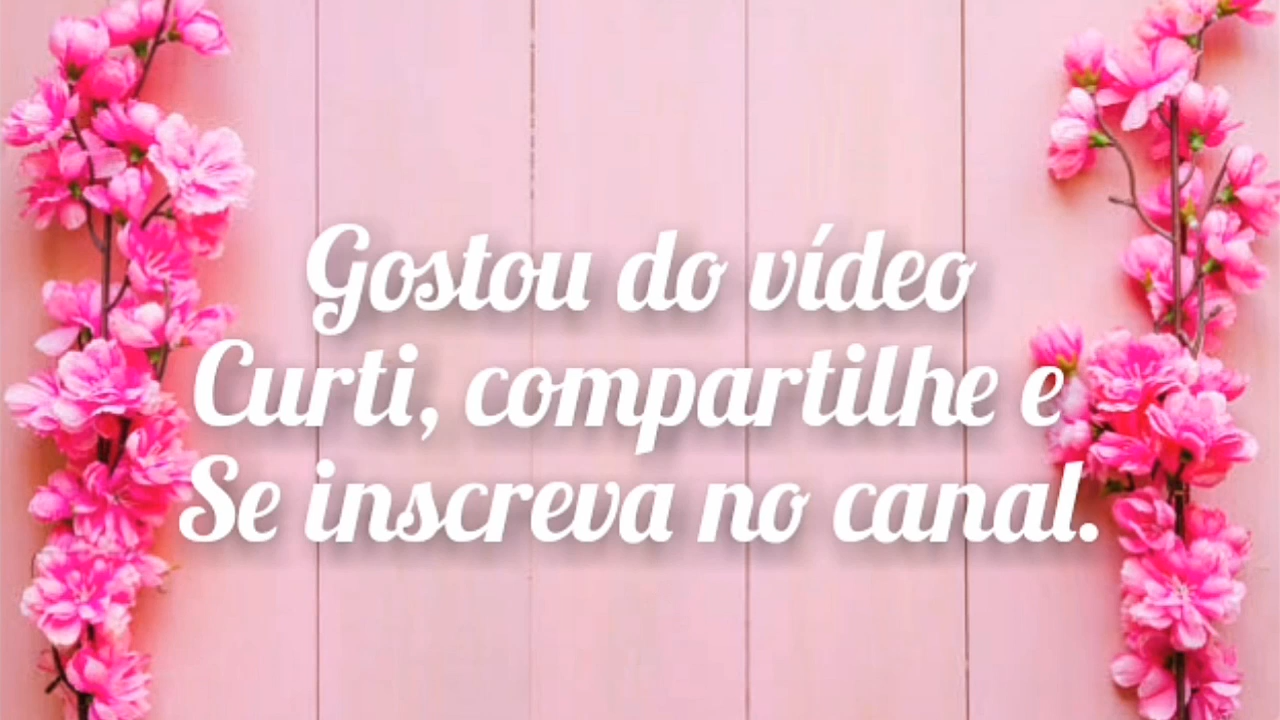 Gostou do vídeo
Curti, compartilhe e
Se inscreva no canal.